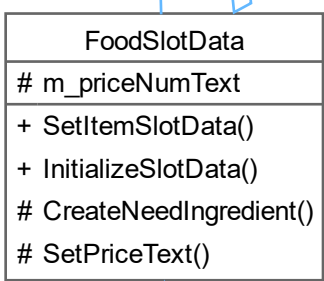 FoodSlotData
# m_priceNumText
+ SetItemSlotData()
+ InitializeSlotData()
# CreateNeedIngredient()
# SetPriceText()